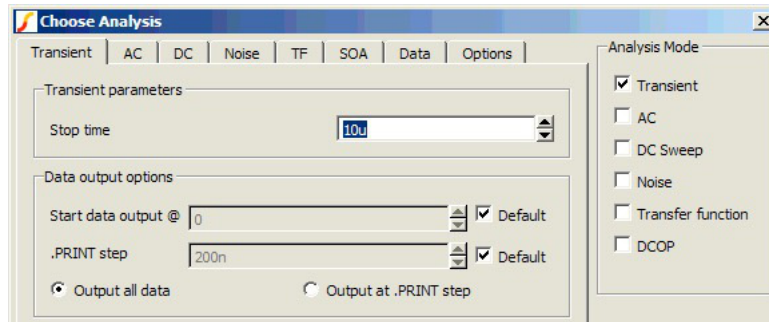 Choose Analysis
Transient AC DC Noise TF SOA Data Options
Transient parameters
Stop time 10u
Data output options
Start data output @ 0 Default
.PRINT step 200n Default
Output all data Output at .PRINT step
Analysis Mode
Transient
AC
DC Sweep
Noise
Transfer function
DCOP